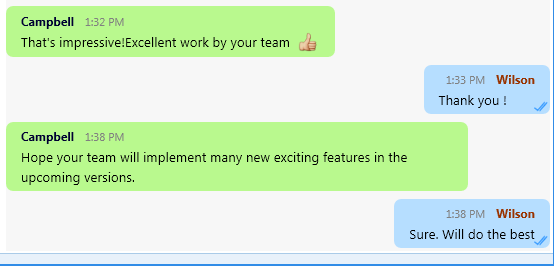 Campbell 1:32 PM
That's impressive!Excellent work by your team
1:33 PM Wilson
Thank you !
Campbell 1:38 PM
Hope your team will implement many new exciting features in the
upcoming versions.
1:38 PM Wilson
Sure. Will do the best